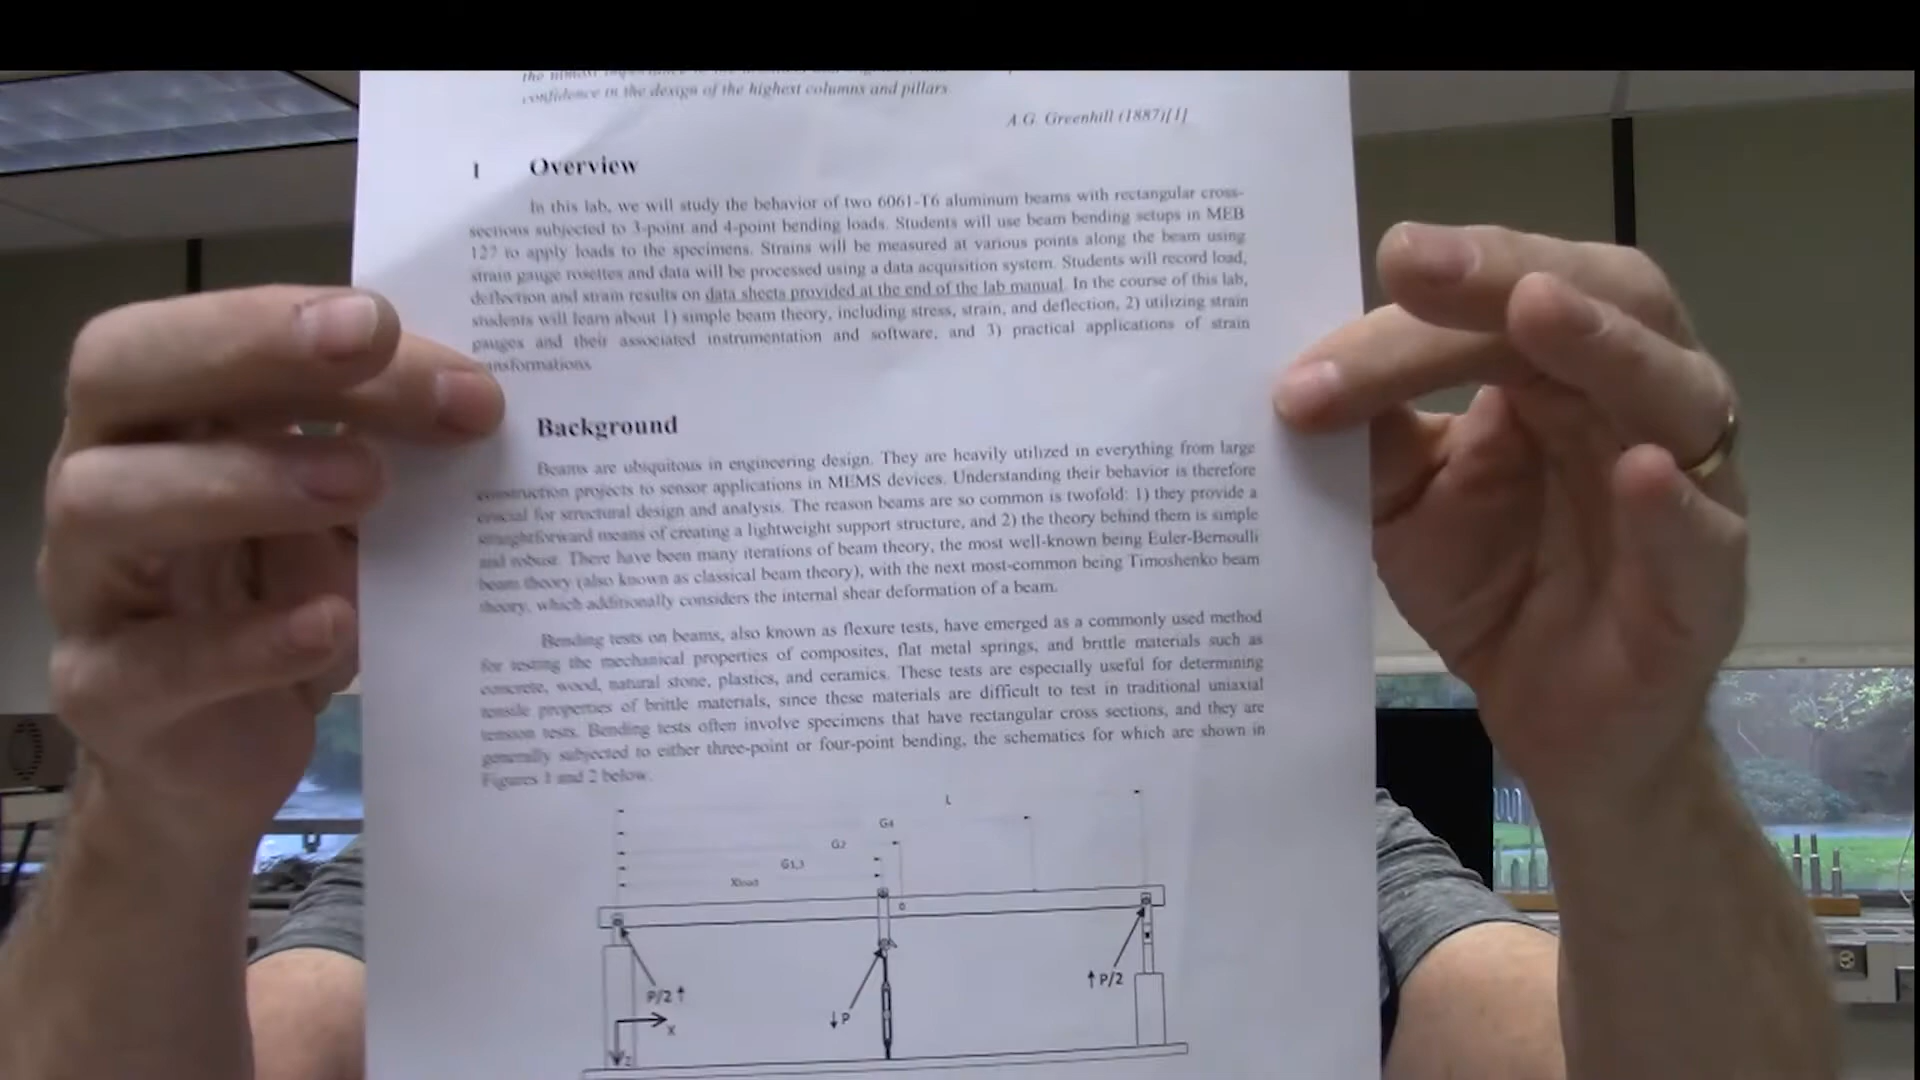 the utmost importance to the
confidence in the design of the highest columns and pillars.
A.G. Greenhill (1887)[1]
1 Overview
In this lab, we will study the behavior of two 6061-T6 aluminum beams with rectangular cross-
sections subjected to 3-point and 4-point bending loads. Students will use beam bending setups in MEB
127 to apply loads to the specimens. Strains will be measured at various points along the beam using
strain gauge rosettes and data will be processed using a data acquisition system. Students will record load,
deflection and strain results on data sheets provided at the end of the lab manual. In the course of this lab,
students will learn about 1) simple beam theory, including stress, strain, and deflection, 2) utilizing strain
gauges and their associated instrumentation and software, and 3) practical applications of strain
ansformations
Background
Beams are ubiquitous in engineering design. They are heavily utilized in everything from large
construction projects to sensor applications in MEMS devices. Understanding their behavior is therefore
crucial for structural design and analysis. The reason beams are so common is twofold: 1) they provide a
straightforward means of creating a lightweight support structure, and 2) the theory behind them is simple
and robust. There have been many iterations of beam theory, the most well-known being Euler-Bernoulli
beam theory (also known as classical beam theory), with the next most-common being Timoshenko beam
theory, which additionally considers the internal shear deformation of a beam.
Bending tests on beams, also known as flexure tests, have emerged as a commonly used method
for testing the mechanical properties of composites, flat metal springs, and brittle materials such as
concrete, wood, natural stone, plastics, and ceramics. These tests are especially useful for determining
tensile properties of brittle materials, since these materials are difficult to test in traditional uniaxial
tension tests. Bending tests often involve specimens that have rectangular cross sections, and they are
generally subjected to either three-point or four-point bending, the schematics for which are shown in
Figures 1 and 2 below.
L
G4
G2
G1,3
Xload
P/2 ↑
↓ P
↑ P/2
X
Z